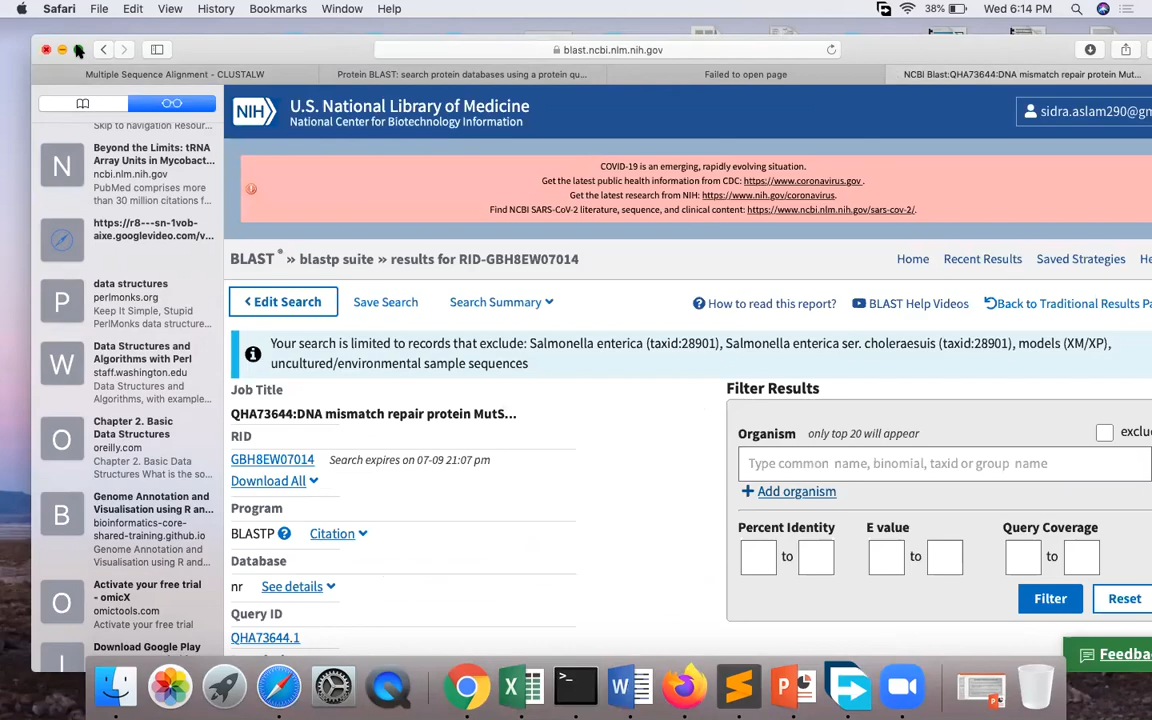 Safari File Edit View History Bookmarks Window Help 38% Wed 6:14 PM
blast.ncbi.nlm.nih.gov
Multiple Sequence Alignment - CLUSTALW Protein BLAST: search protein databases using a protein qu... Failed to open page NCBI Blast:QHA73644:DNA mismatch repair protein Mut...
Skip to navigation Resour...
Beyond the Limits: tRNA
Array Units in Mycobact...
ncbi.nlm.nih.gov
PubMed comprises more
than 30 million citations f...
https://r8---sn-1vob-
aixe.googlevideo.com/v...
data structures
perlmonks.org
Keep It Simple, Stupid
PerlMonks data structure...
Data Structures and
Algorithms with Perl
staff.washington.edu
Data Structures and
Algorithms, with example...
Chapter 2. Basic
Data Structures
oreilly.com
Chapter 2. Basic Data
Structures What is the so...
Genome Annotation and
Visualisation using R an...
bioinformatics-core-
shared-training.github.io
Genome Annotation and
Visualisation using R an...
Activate your free trial
- omicX
omictools.com
Activate your free trial
Download Google Play
N
P
W
O
B
O
NIH
U.S. National Library of Medicine
National Center for Biotechnology Information
sidra.aslam290@gm
COVID-19 is an emerging, rapidly evolving situation.
Get the latest public health information from CDC: https://www.coronavirus.gov .
Get the latest research from NIH: https://www.nih.gov/coronavirus.
Find NCBI SARS-CoV-2 literature, sequence, and clinical content: https://www.ncbi.nlm.nih.gov/sars-cov-2/.
BLAST ® » blastp suite » results for RID-GBH8EW07014
Home Recent Results Saved Strategies He
< Edit Search Save Search Search Summary
How to read this report? BLAST Help Videos Back to Traditional Results Pa
Your search is limited to records that exclude: Salmonella enterica (taxid:28901), Salmonella enterica ser. choleraesuis (taxid:28901), models (XM/XP),
uncultured/environmental sample sequences
Job Title
QHA73644:DNA mismatch repair protein MutS...
RID
GBH8EW07014 Search expires on 07-09 21:07 pm
Download All
Program
BLASTP ? Citation
Database
nr See details
Query ID
QHA73644.1
Filter Results
Organism only top 20 will appear exclu
Type common name, binomial, taxid or group name
+ Add organism
Percent Identity E value Query Coverage
to to to
Filter Reset
Feedba